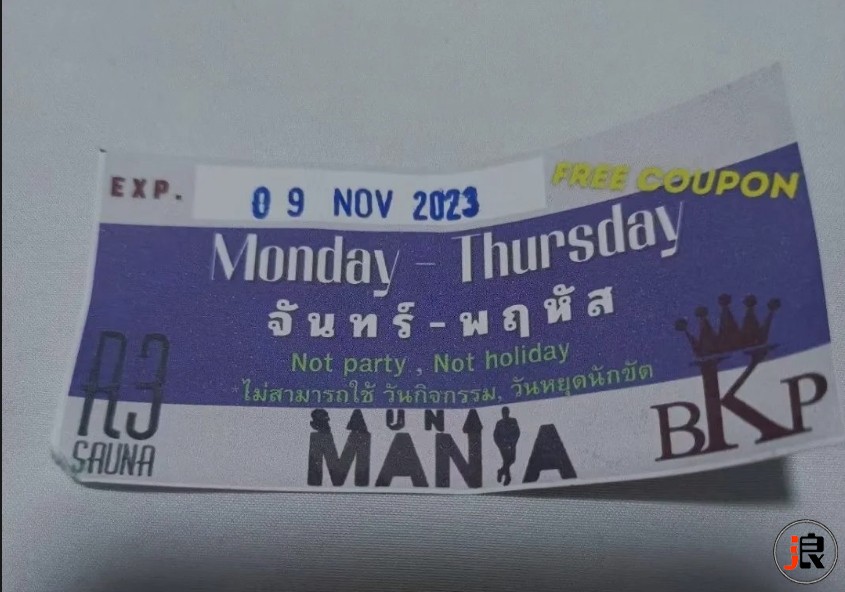 EXP. 09 NOV 2023 FREE COUPON
Monday - Thursday
จันทร์-พฤหัส
Not party , Not holiday
*ไม่สามารถใช้ วันกิจกรรม, วันหยุดนักขัต
R3
SAUNA
SAUNA
MANIA
BKP